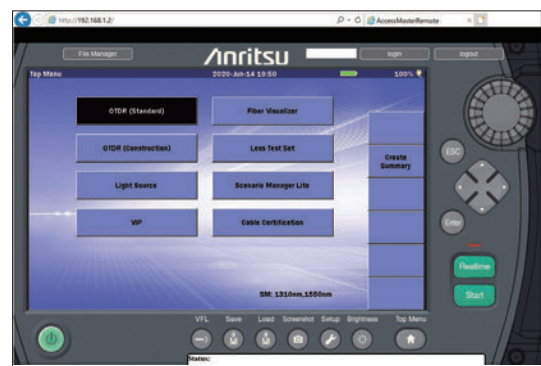 http://192.168.1.2/
AccessMasterRemote
File Manager
Anritsu
login
logout
Top Menu
2020-Jun-14 19:50
100%
OTDR (Standard)
Fiber Visualizer
OTDR (Construction)
Loss Test Set
Create
Summary
ESC
Light Source
Scenario Manager Lite
VIP
Cable Certification
Enter
Realtime
SM: 1310nm,1550nm
Start
VFL
Save
Load
Screenshot
Setup
Brightness
Top Menu
Status: